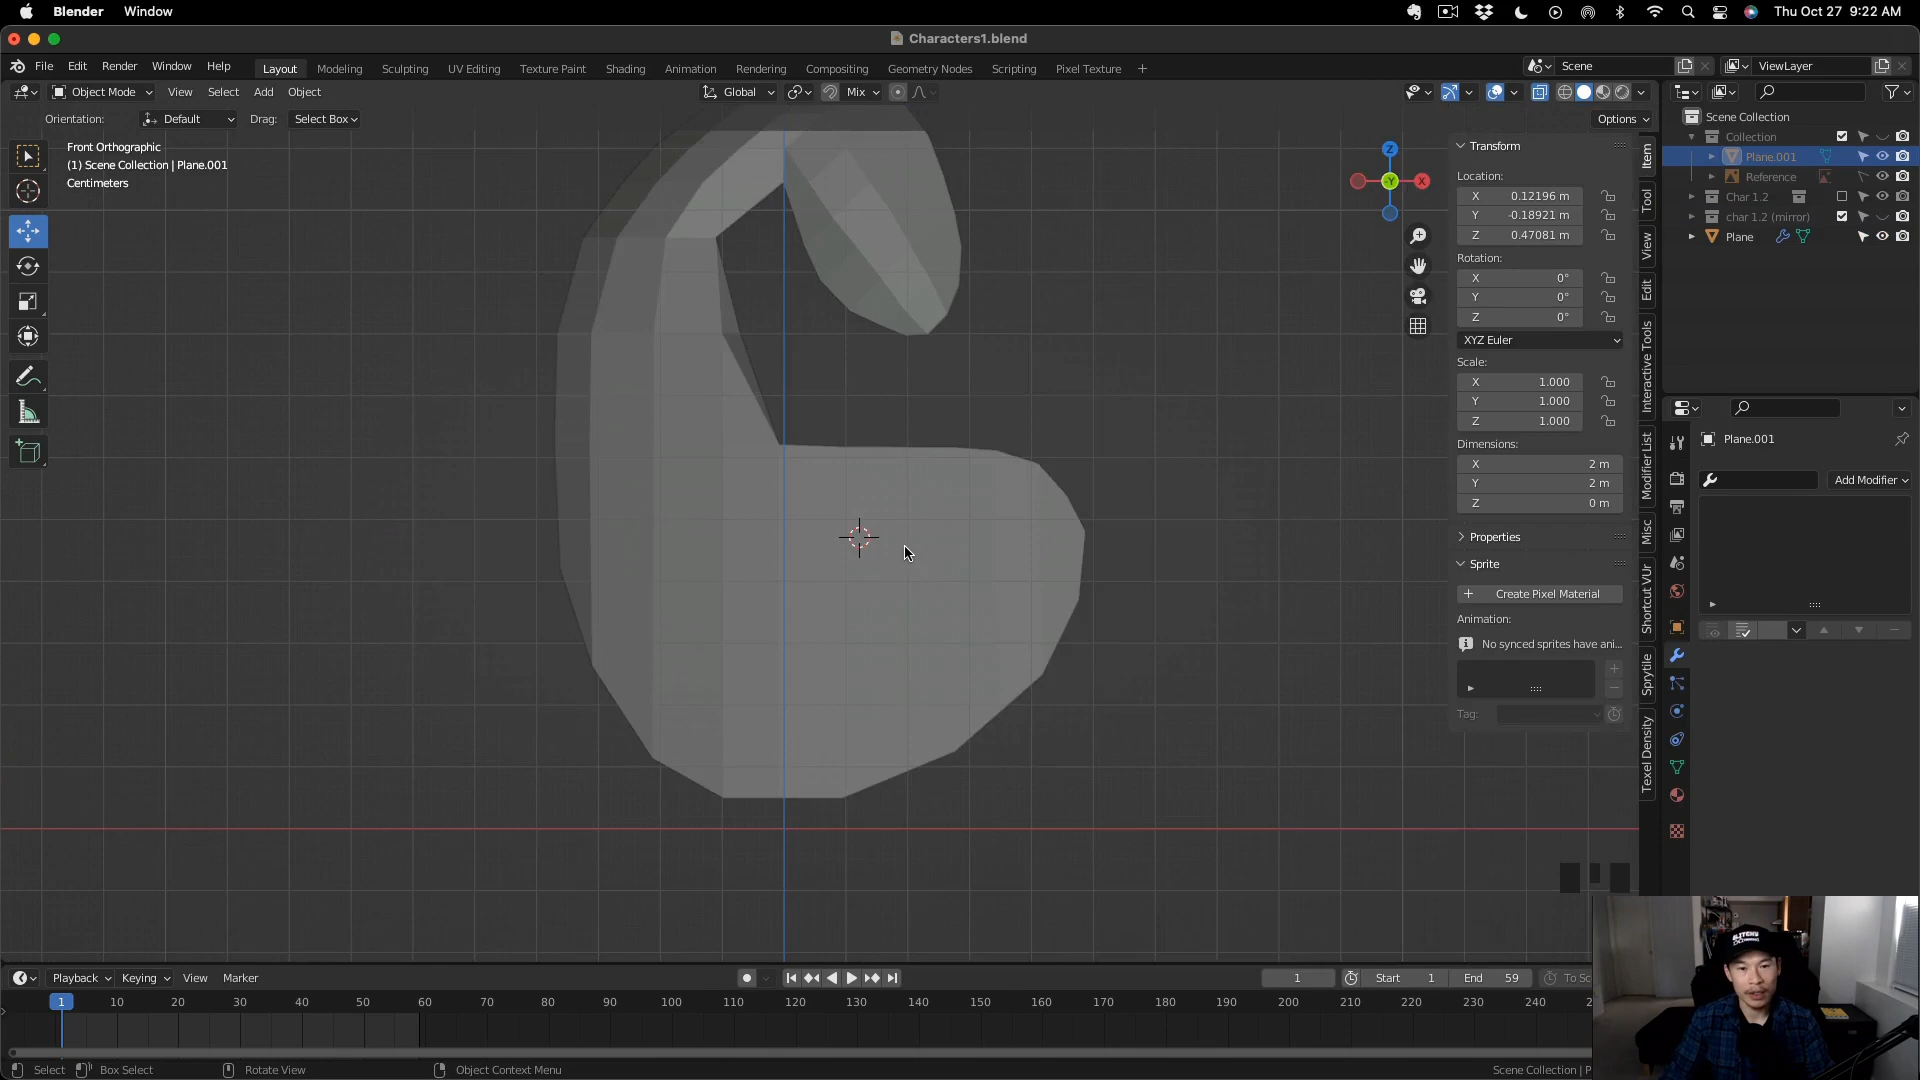 Blender Window Thu Oct 27 9:22 AM
Characters1.blend
File Edit Render Window Help Layout Modeling Sculpting UV Editing Texture Paint Shading Animation Rendering Compositing Geometry Nodes Scripting Pixel Texture + Scene ViewLayer
Object Mode View Select Add Object Global Mix
Orientation: Default Drag: Select Box Options
Front Orthographic
(1) Scene Collection | Plane.001
Centimeters
Z
X
-Y
Transform
Location:
X 0.12196 m
Y -0.18921 m
Z 0.47081 m
Rotation:
X 0°
Y 0°
Z 0°
XYZ Euler
Scale:
X 1.000
Y 1.000
Z 1.000
Dimensions:
X 2 m
Y 2 m
Z 0 m
Properties
Sprite
+ Create Pixel Material
Animation:
No synced sprites have ani...
Tag:
Item
Tool
View
Edit
Interactive Tools
Modifier List
Misc
Shortcut VUr
Sprytile
Texel Density
Scene Collection
Collection
Plane.001
Reference
Char 1.2
char 1.2 (mirror)
Plane
Plane.001
Add Modifier
Playback Keying View Marker 1 Start 1 End 59 To Sc
1 10 20 30 40 50 60 70 80 90 100 110 120 130 140 150 160 170 180 190 200 210 220 230 240 2
Select Box Select Rotate View Object Context Menu Scene Collection | P